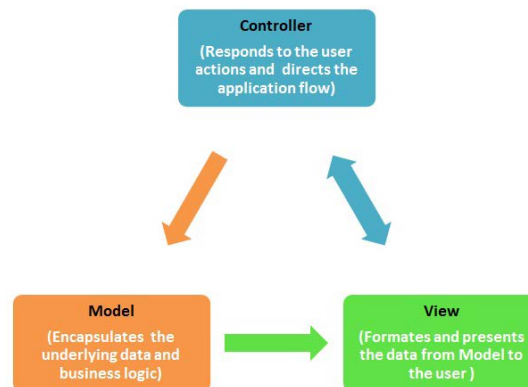 Controller
(Responds to the user
actions and directs the
application flow)
Model
(Encapsulates the
underlying data and
business logic)
View
(Formates and presents
the data from Model to
the user )